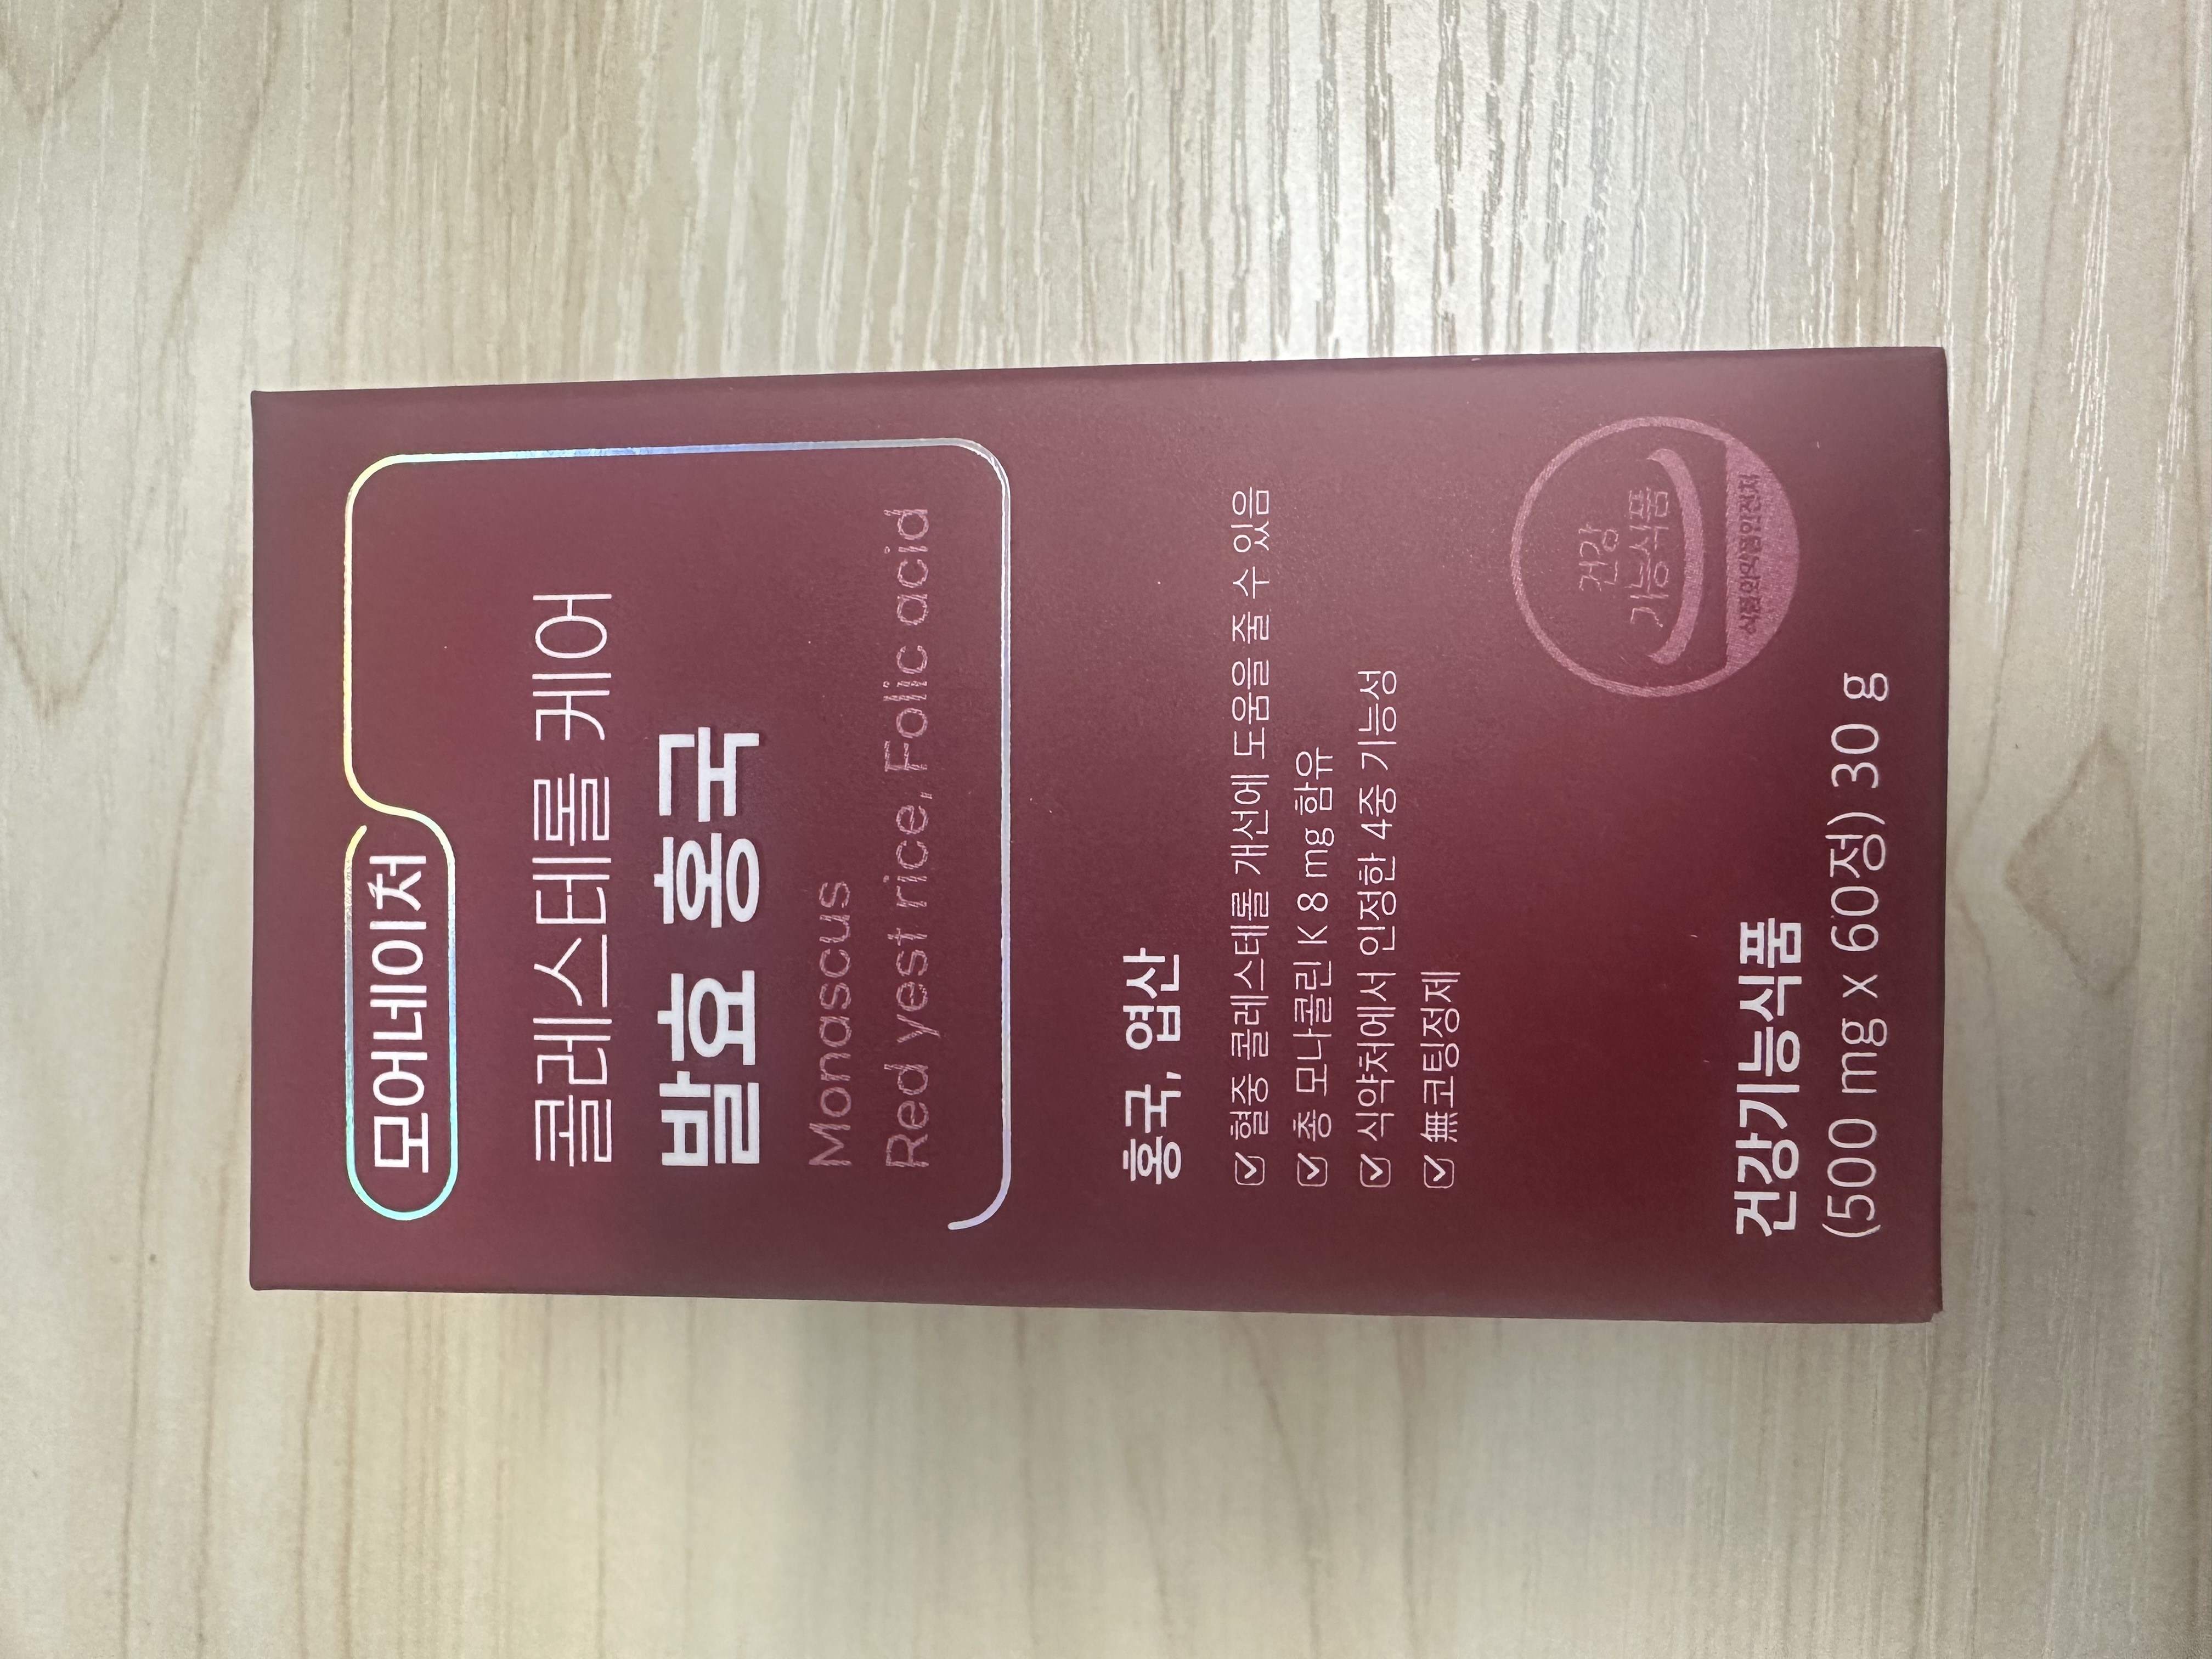 모어네이처
콜레스테롤 케어
발효 홍국
Monascus
Red yest rice, Folic acid
홍국, 엽산
혈중 콜레스테롤 개선에 도움을 줄 수 있음
총 모나콜린 K 8 mg 함유
식약처에서 인정한 4중 기능성
無코팅정제
건강
기능식품
식품의약품안전처
건강기능식품
(500 mg x 60정) 30 g